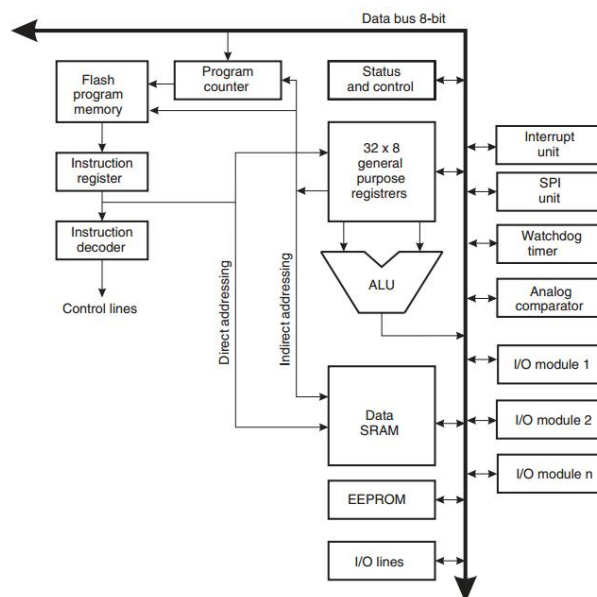 Data bus 8-bit
Flash
program
memory
Program
counter
Status
and control
Instruction
register
32 x 8
general
purpose
registrers
Interrupt
unit
SPI
unit
Instruction
decoder
Watchdog
timer
ALU
Analog
comparator
Control lines
Direct addressing
Indirect addressing
I/O module 1
Data
SRAM
I/O module 2
I/O module n
EEPROM
I/O lines